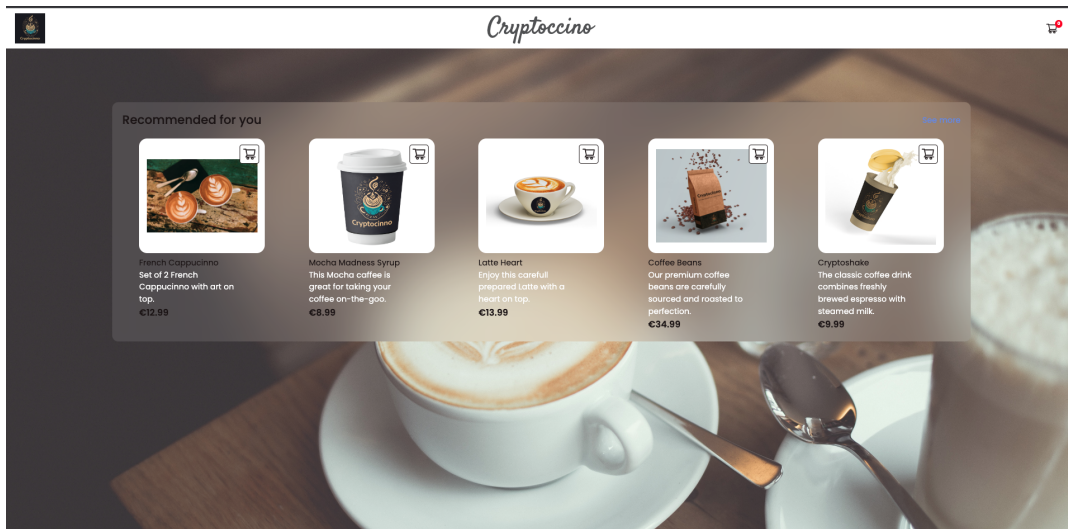 Cryptoccino
Recommended for you
French Cappucinno
Set of 2 French
Cappucinno with art on
top.
€12.99
Cryptocinno
Mocha Madness Syrup
This Mocha caffee is
great for taking your
coffee on-the-goo.
€8.99
Latte Heart
Enjoy this carefull
prepared Latte with a
heart on top.
€13.99
Coffee Beans
Our premium coffee
beans are carefully
sourced and roasted to
perfection.
€34.99
Cryptoshake
The classic coffee drink
combines freshly
brewed espresso with
steamed milk.
€9.99